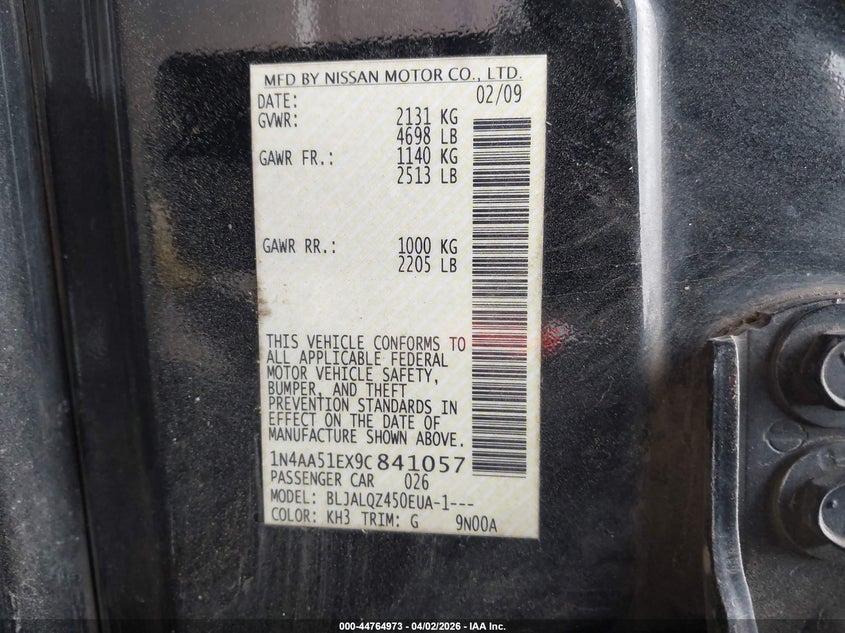 MFD BY NISSAN MOTOR CO., LTD.
DATE: 02/09
GVWR: 2131 KG
4698 LB
GAWR FR.: 1140 KG
2513 LB
GAWR RR.: 1000 KG
2205 LB
THIS VEHICLE CONFORMS TO
ALL APPLICABLE FEDERAL
MOTOR VEHICLE SAFETY,
BUMPER, AND THEFT
PREVENTION STANDARDS IN
EFFECT ON THE DATE OF
MANUFACTURE SHOWN ABOVE.
1N4AA51EX9C841057
PASSENGER CAR 026
MODEL: BLJALQZ450EUA-1---
COLOR: KH3 TRIM: G 9N00A
000-44764973 - 04/02/2026 - IAA Inc.